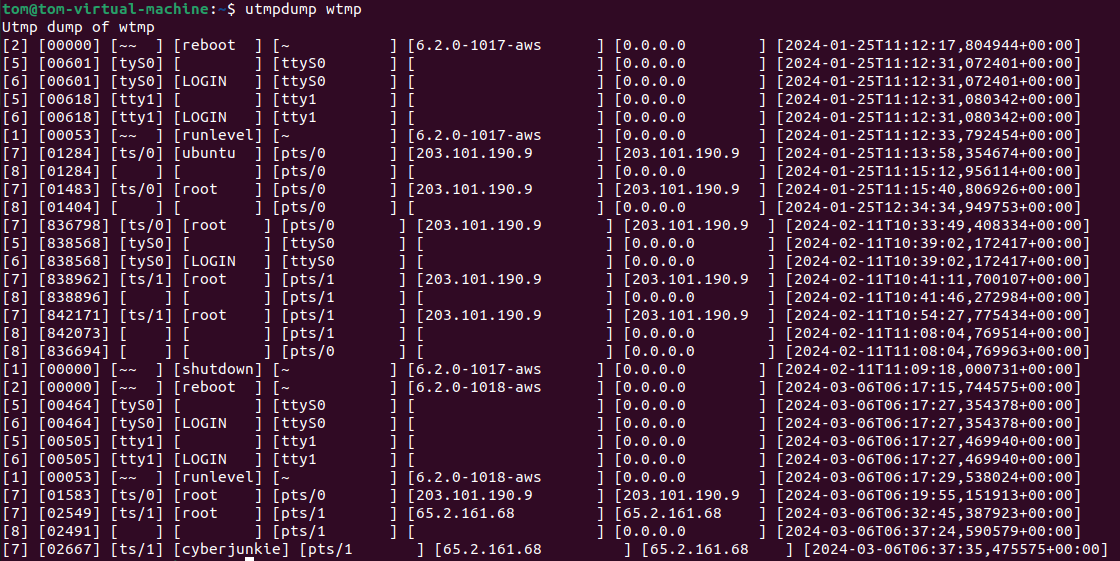 tom@tom-virtual-machine:~$ utmpdump wtmp
Utmp dump of wtmp
[2] [00000] [~~  ] [reboot  ] [~           ] [6.2.0-1017-aws      ] [0.0.0.0        ] [2024-01-25T11:12:17,804944+00:00]
[5] [00601] [tyS0] [        ] [ttyS0       ] [                    ] [0.0.0.0        ] [2024-01-25T11:12:31,072401+00:00]
[6] [00601] [tyS0] [LOGIN   ] [ttyS0       ] [                    ] [0.0.0.0        ] [2024-01-25T11:12:31,072401+00:00]
[5] [00618] [tty1] [        ] [tty1        ] [                    ] [0.0.0.0        ] [2024-01-25T11:12:31,080342+00:00]
[6] [00618] [tty1] [LOGIN   ] [tty1        ] [                    ] [0.0.0.0        ] [2024-01-25T11:12:31,080342+00:00]
[1] [00053] [~~  ] [runlevel] [~           ] [6.2.0-1017-aws      ] [0.0.0.0        ] [2024-01-25T11:12:33,792454+00:00]
[7] [01284] [ts/0] [ubuntu  ] [pts/0       ] [203.101.190.9       ] [203.101.190.9  ] [2024-01-25T11:13:58,354674+00:00]
[8] [01284] [    ] [        ] [pts/0       ] [                    ] [0.0.0.0        ] [2024-01-25T11:15:12,956114+00:00]
[7] [01483] [ts/0] [root    ] [pts/0       ] [203.101.190.9       ] [203.101.190.9  ] [2024-01-25T11:15:40,806926+00:00]
[8] [01404] [    ] [        ] [pts/0       ] [                    ] [0.0.0.0        ] [2024-01-25T12:34:34,949753+00:00]
[7] [836798] [ts/0] [root    ] [pts/0       ] [203.101.190.9       ] [203.101.190.9  ] [2024-02-11T10:33:49,408334+00:00]
[5] [838568] [tyS0] [        ] [ttyS0       ] [                    ] [0.0.0.0        ] [2024-02-11T10:39:02,172417+00:00]
[6] [838568] [tyS0] [LOGIN   ] [ttyS0       ] [                    ] [0.0.0.0        ] [2024-02-11T10:39:02,172417+00:00]
[7] [838962] [ts/1] [root    ] [pts/1       ] [203.101.190.9       ] [203.101.190.9  ] [2024-02-11T10:41:11,700107+00:00]
[8] [838896] [    ] [        ] [pts/1       ] [                    ] [0.0.0.0        ] [2024-02-11T10:41:46,272984+00:00]
[7] [842171] [ts/1] [root    ] [pts/1       ] [203.101.190.9       ] [203.101.190.9  ] [2024-02-11T10:54:27,775434+00:00]
[8] [842073] [    ] [        ] [pts/1       ] [                    ] [0.0.0.0        ] [2024-02-11T11:08:04,769514+00:00]
[8] [836694] [    ] [        ] [pts/0       ] [                    ] [0.0.0.0        ] [2024-02-11T11:08:04,769963+00:00]
[1] [00000] [~~  ] [shutdown] [~           ] [6.2.0-1017-aws      ] [0.0.0.0        ] [2024-02-11T11:09:18,000731+00:00]
[2] [00000] [~~  ] [reboot  ] [~           ] [6.2.0-1018-aws      ] [0.0.0.0        ] [2024-03-06T06:17:15,744575+00:00]
[5] [00464] [tyS0] [        ] [ttyS0       ] [                    ] [0.0.0.0        ] [2024-03-06T06:17:27,354378+00:00]
[6] [00464] [tyS0] [LOGIN   ] [ttyS0       ] [                    ] [0.0.0.0        ] [2024-03-06T06:17:27,354378+00:00]
[5] [00505] [tty1] [        ] [tty1        ] [                    ] [0.0.0.0        ] [2024-03-06T06:17:27,469940+00:00]
[6] [00505] [tty1] [LOGIN   ] [tty1        ] [                    ] [0.0.0.0        ] [2024-03-06T06:17:27,469940+00:00]
[1] [00053] [~~  ] [runlevel] [~           ] [6.2.0-1018-aws      ] [0.0.0.0        ] [2024-03-06T06:17:29,538024+00:00]
[7] [01583] [ts/0] [root    ] [pts/0       ] [203.101.190.9       ] [203.101.190.9  ] [2024-03-06T06:19:55,151913+00:00]
[7] [02549] [ts/1] [root    ] [pts/1       ] [65.2.161.68         ] [65.2.161.68    ] [2024-03-06T06:32:45,387923+00:00]
[8] [02491] [    ] [        ] [pts/1       ] [                    ] [0.0.0.0        ] [2024-03-06T06:37:24,590579+00:00]
[7] [02667] [ts/1] [cyberjunkie] [pts/1       ] [65.2.161.68         ] [65.2.161.68    ] [2024-03-06T06:37:35,475575+00:00]